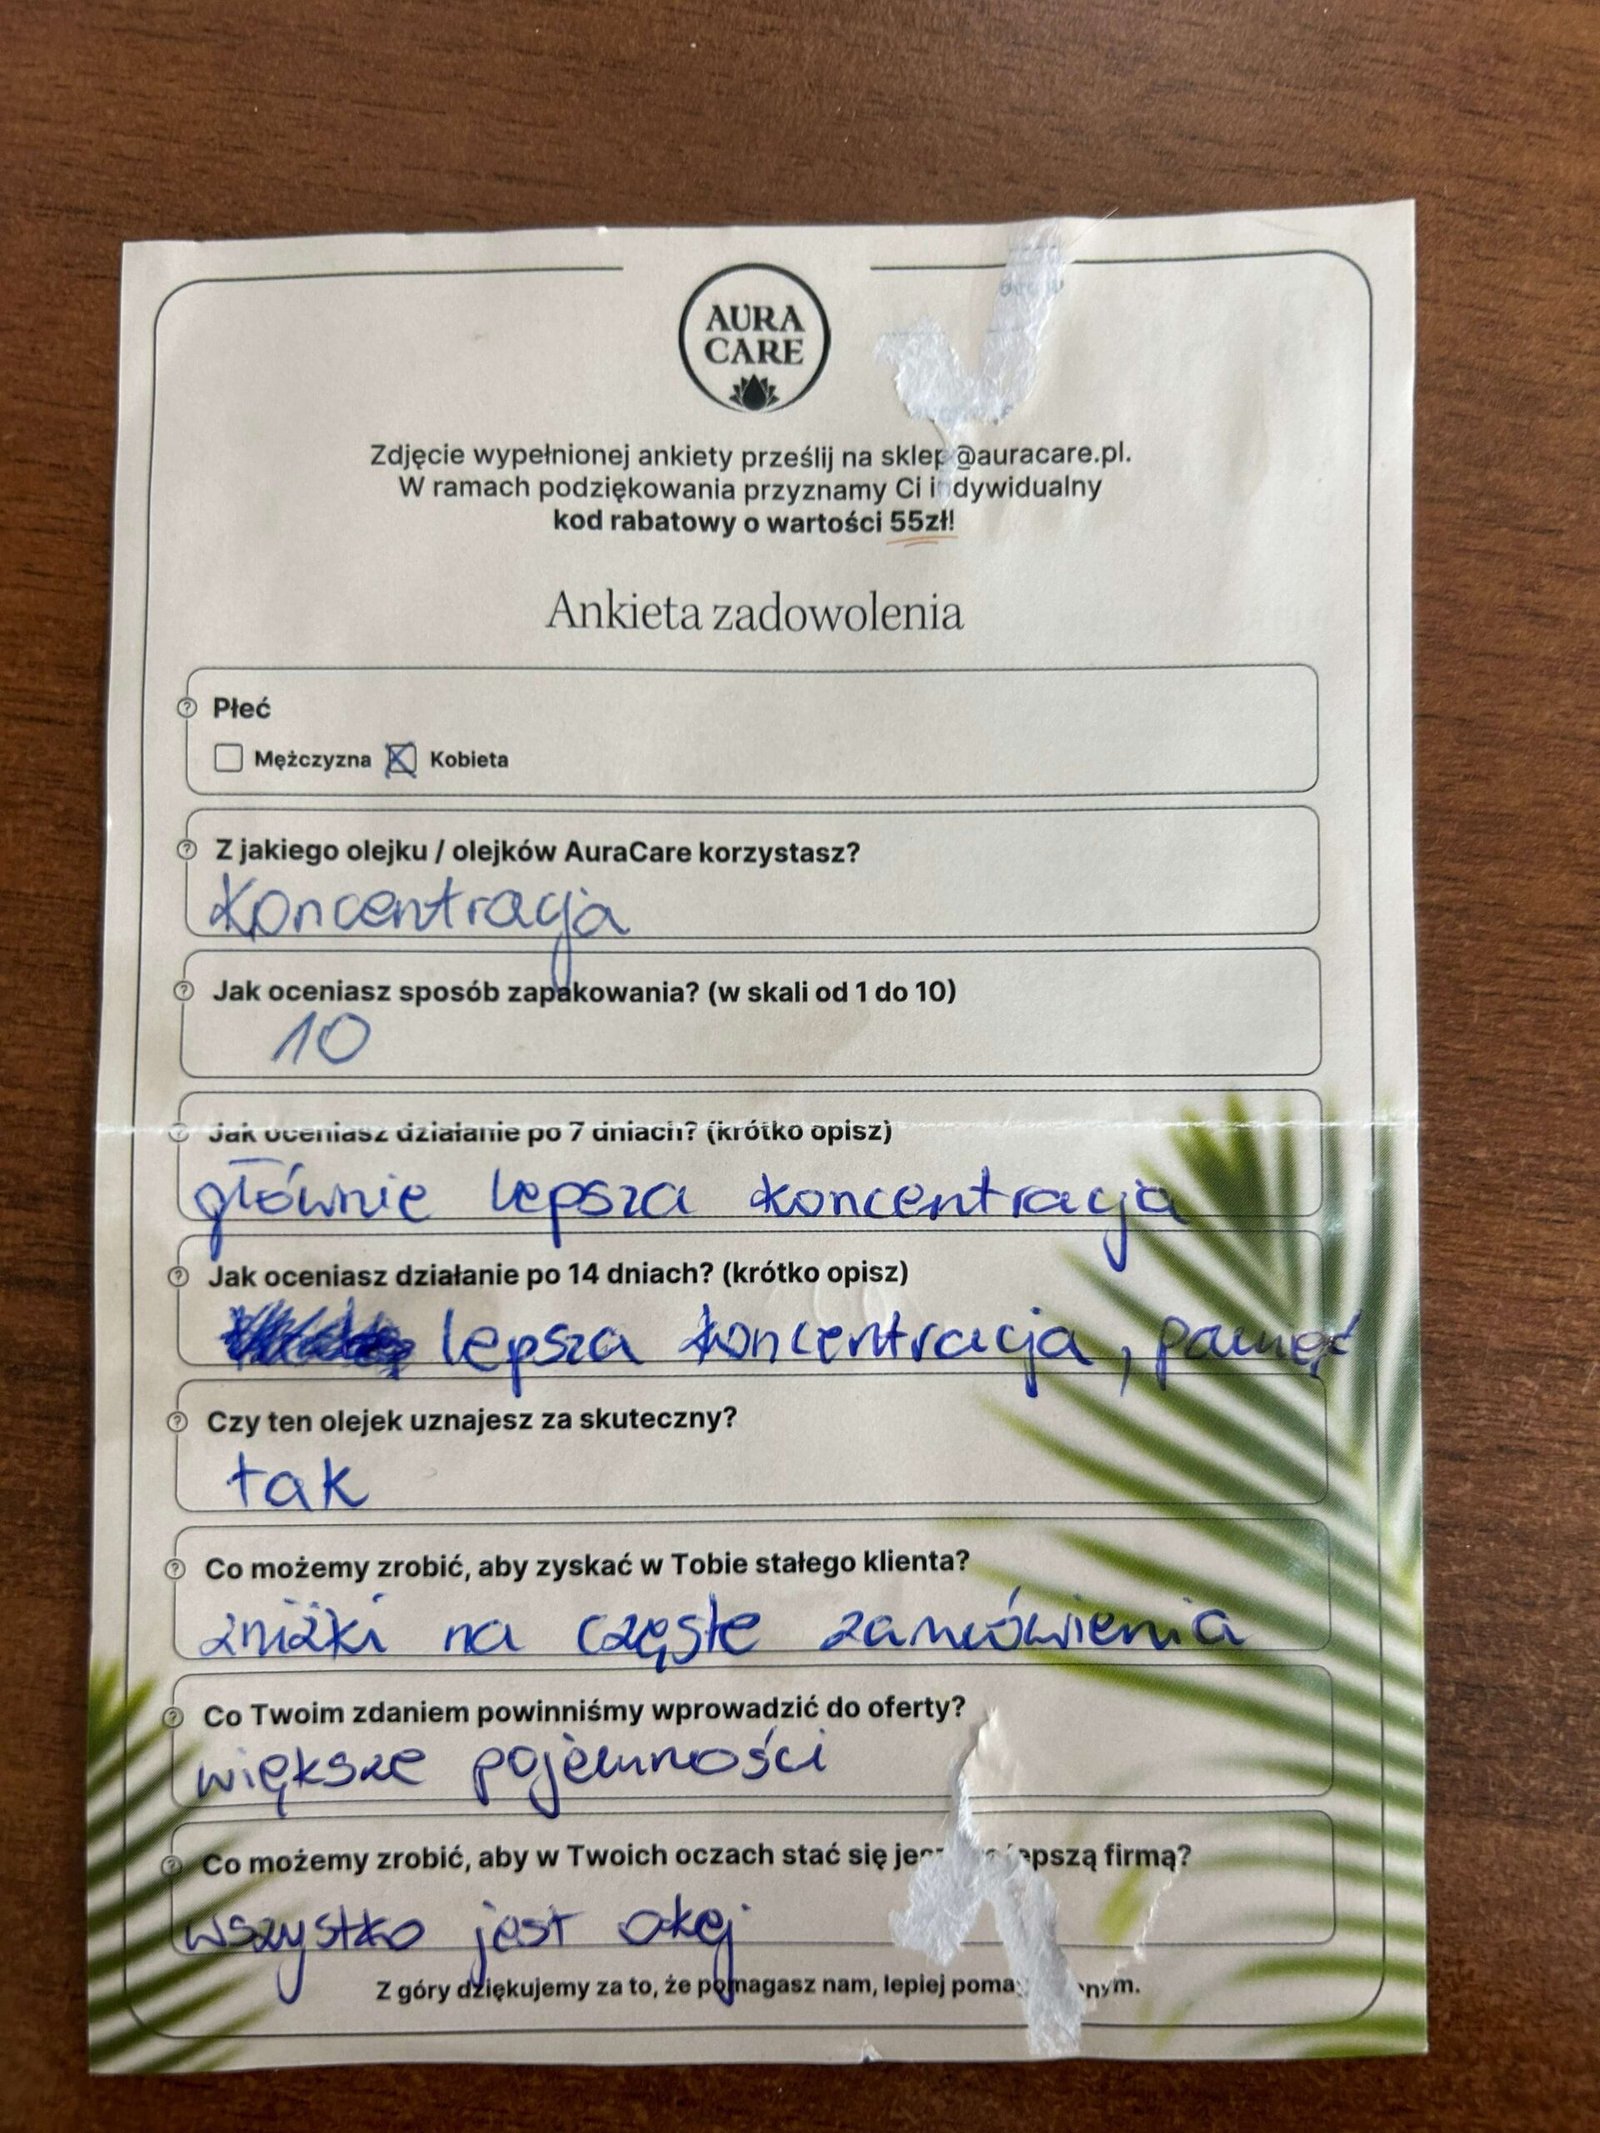 AURA
CARE
Zdjęcie wypełnionej ankiety prześlij na sklep@auracare.pl.
W ramach podziękowania przyznamy Ci indywidualny
kod rabatowy o wartości 55zł!
Ankieta zadowolenia
Płeć
Mężczyzna Kobieta
Z jakiego olejku / olejków AuraCare korzystasz?
Koncentracja
Jak oceniasz sposób zapakowania? (w skali od 1 do 10)
10
Jak oceniasz działanie po 7 dniach? (krótko opisz)
głównie lepsza koncentracja
Jak oceniasz działanie po 14 dniach? (krótko opisz)
lepsza koncentracja, pamięć
Czy ten olejek uznajesz za skuteczny?
tak
Co możemy zrobić, aby zyskać w Tobie stałego klienta?
zniżki na częste zamówienia
Co Twoim zdaniem powinniśmy wprowadzić do oferty?
większe pojemności
Co możemy zrobić, aby w Twoich oczach stać się lepszą firmą?
wszystko jest okej
Z góry dziękujemy za to, że pomagasz nam, lepiej